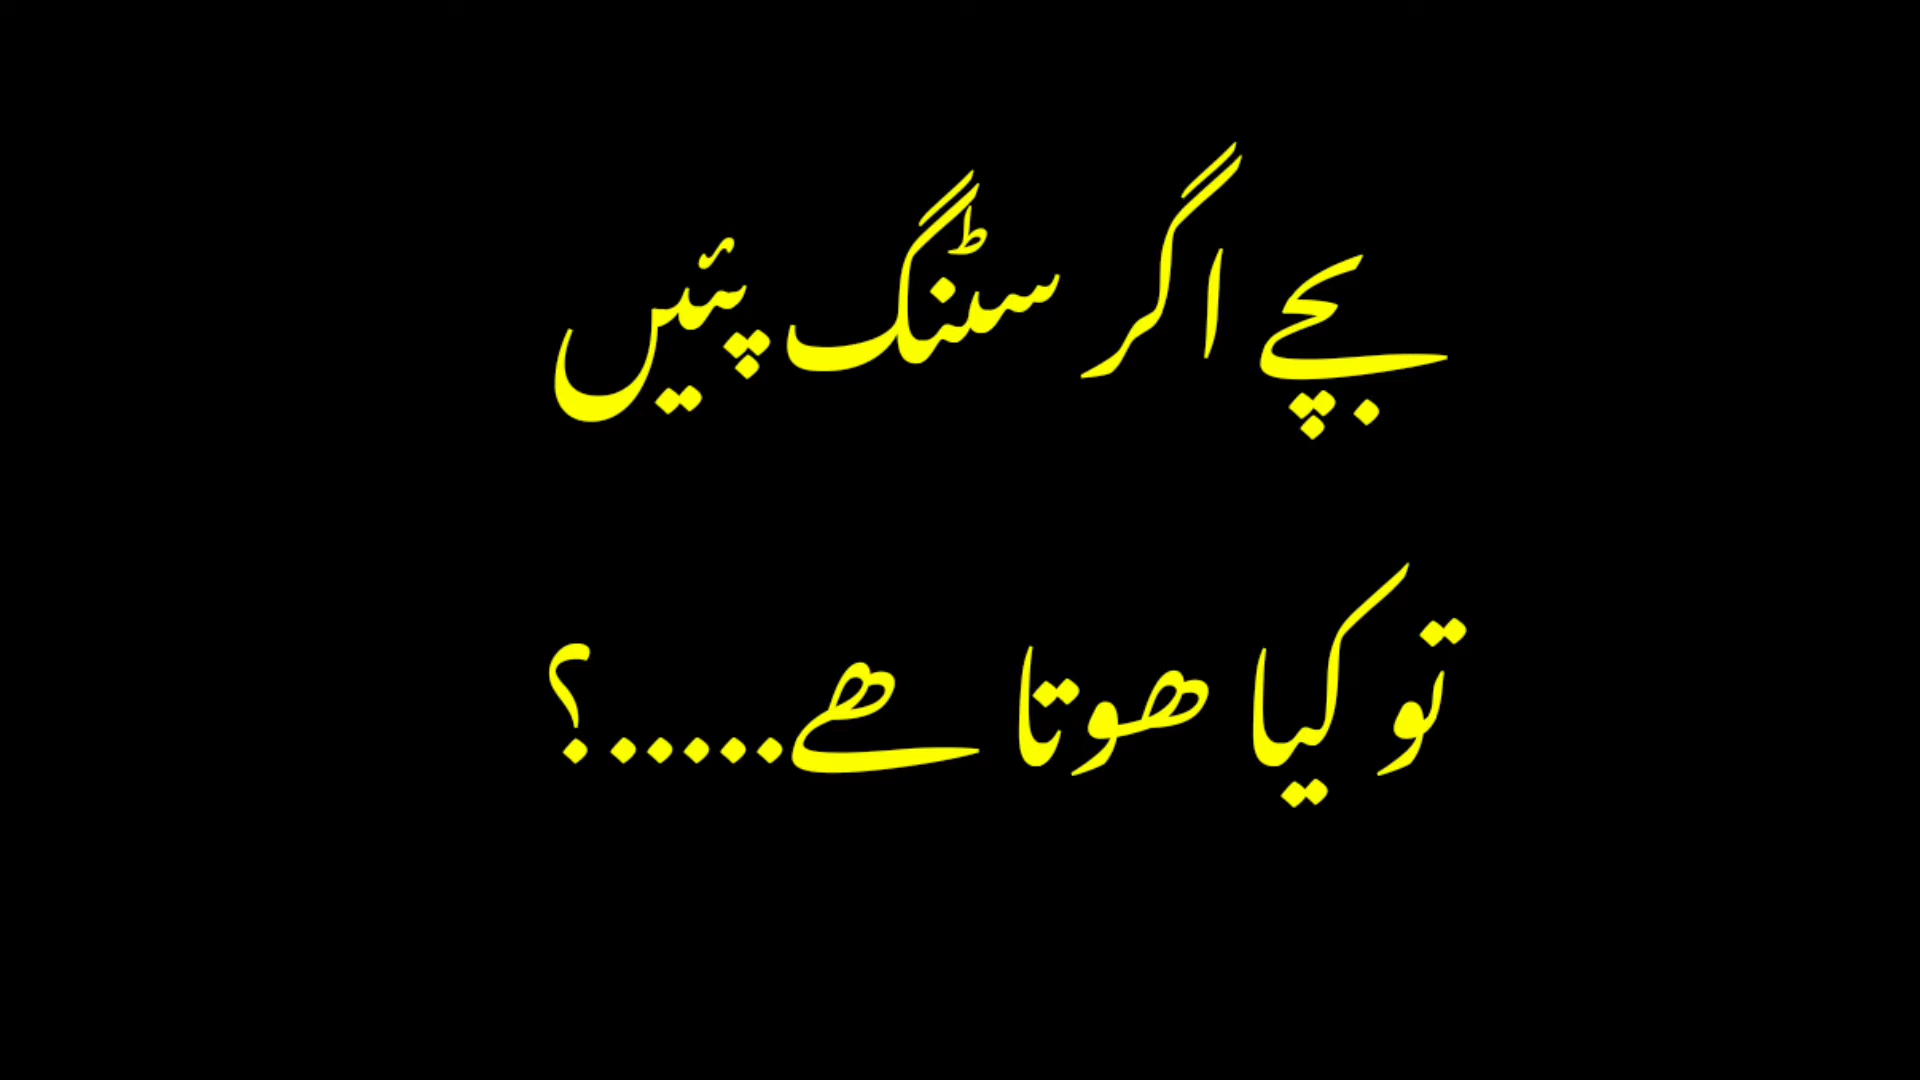 بچے اگر سٹنگ پئیں
تو کیا ھوتا ھے.....؟